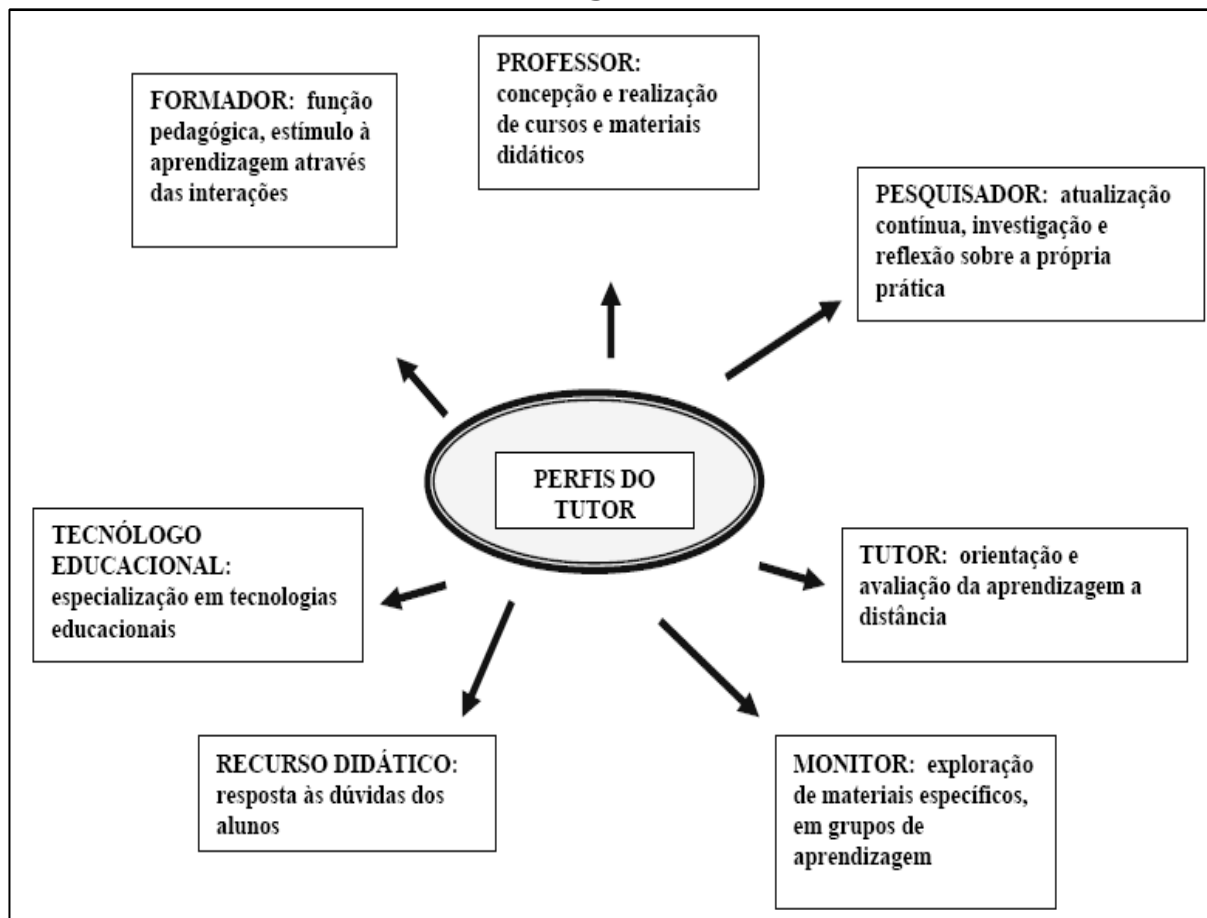 FORMADOR: função
pedagógica, estímulo à
aprendizagem através
das interações
PROFESSOR:
concepção e realização
de cursos e materiais
didáticos
PESQUISADOR: atualização
contínua, investigação e
reflexão sobre a própria
prática
PERFIS DO
TUTOR
TECNÓLOGO
EDUCACIONAL:
especialização em tecnologias
educacionais
TUTOR: orientação e
avaliação da aprendizagem a
distância
RECURSO DIDÁTICO:
resposta às dúvidas dos
alunos
MONITOR: exploração
de materiais específicos,
em grupos de
aprendizagem